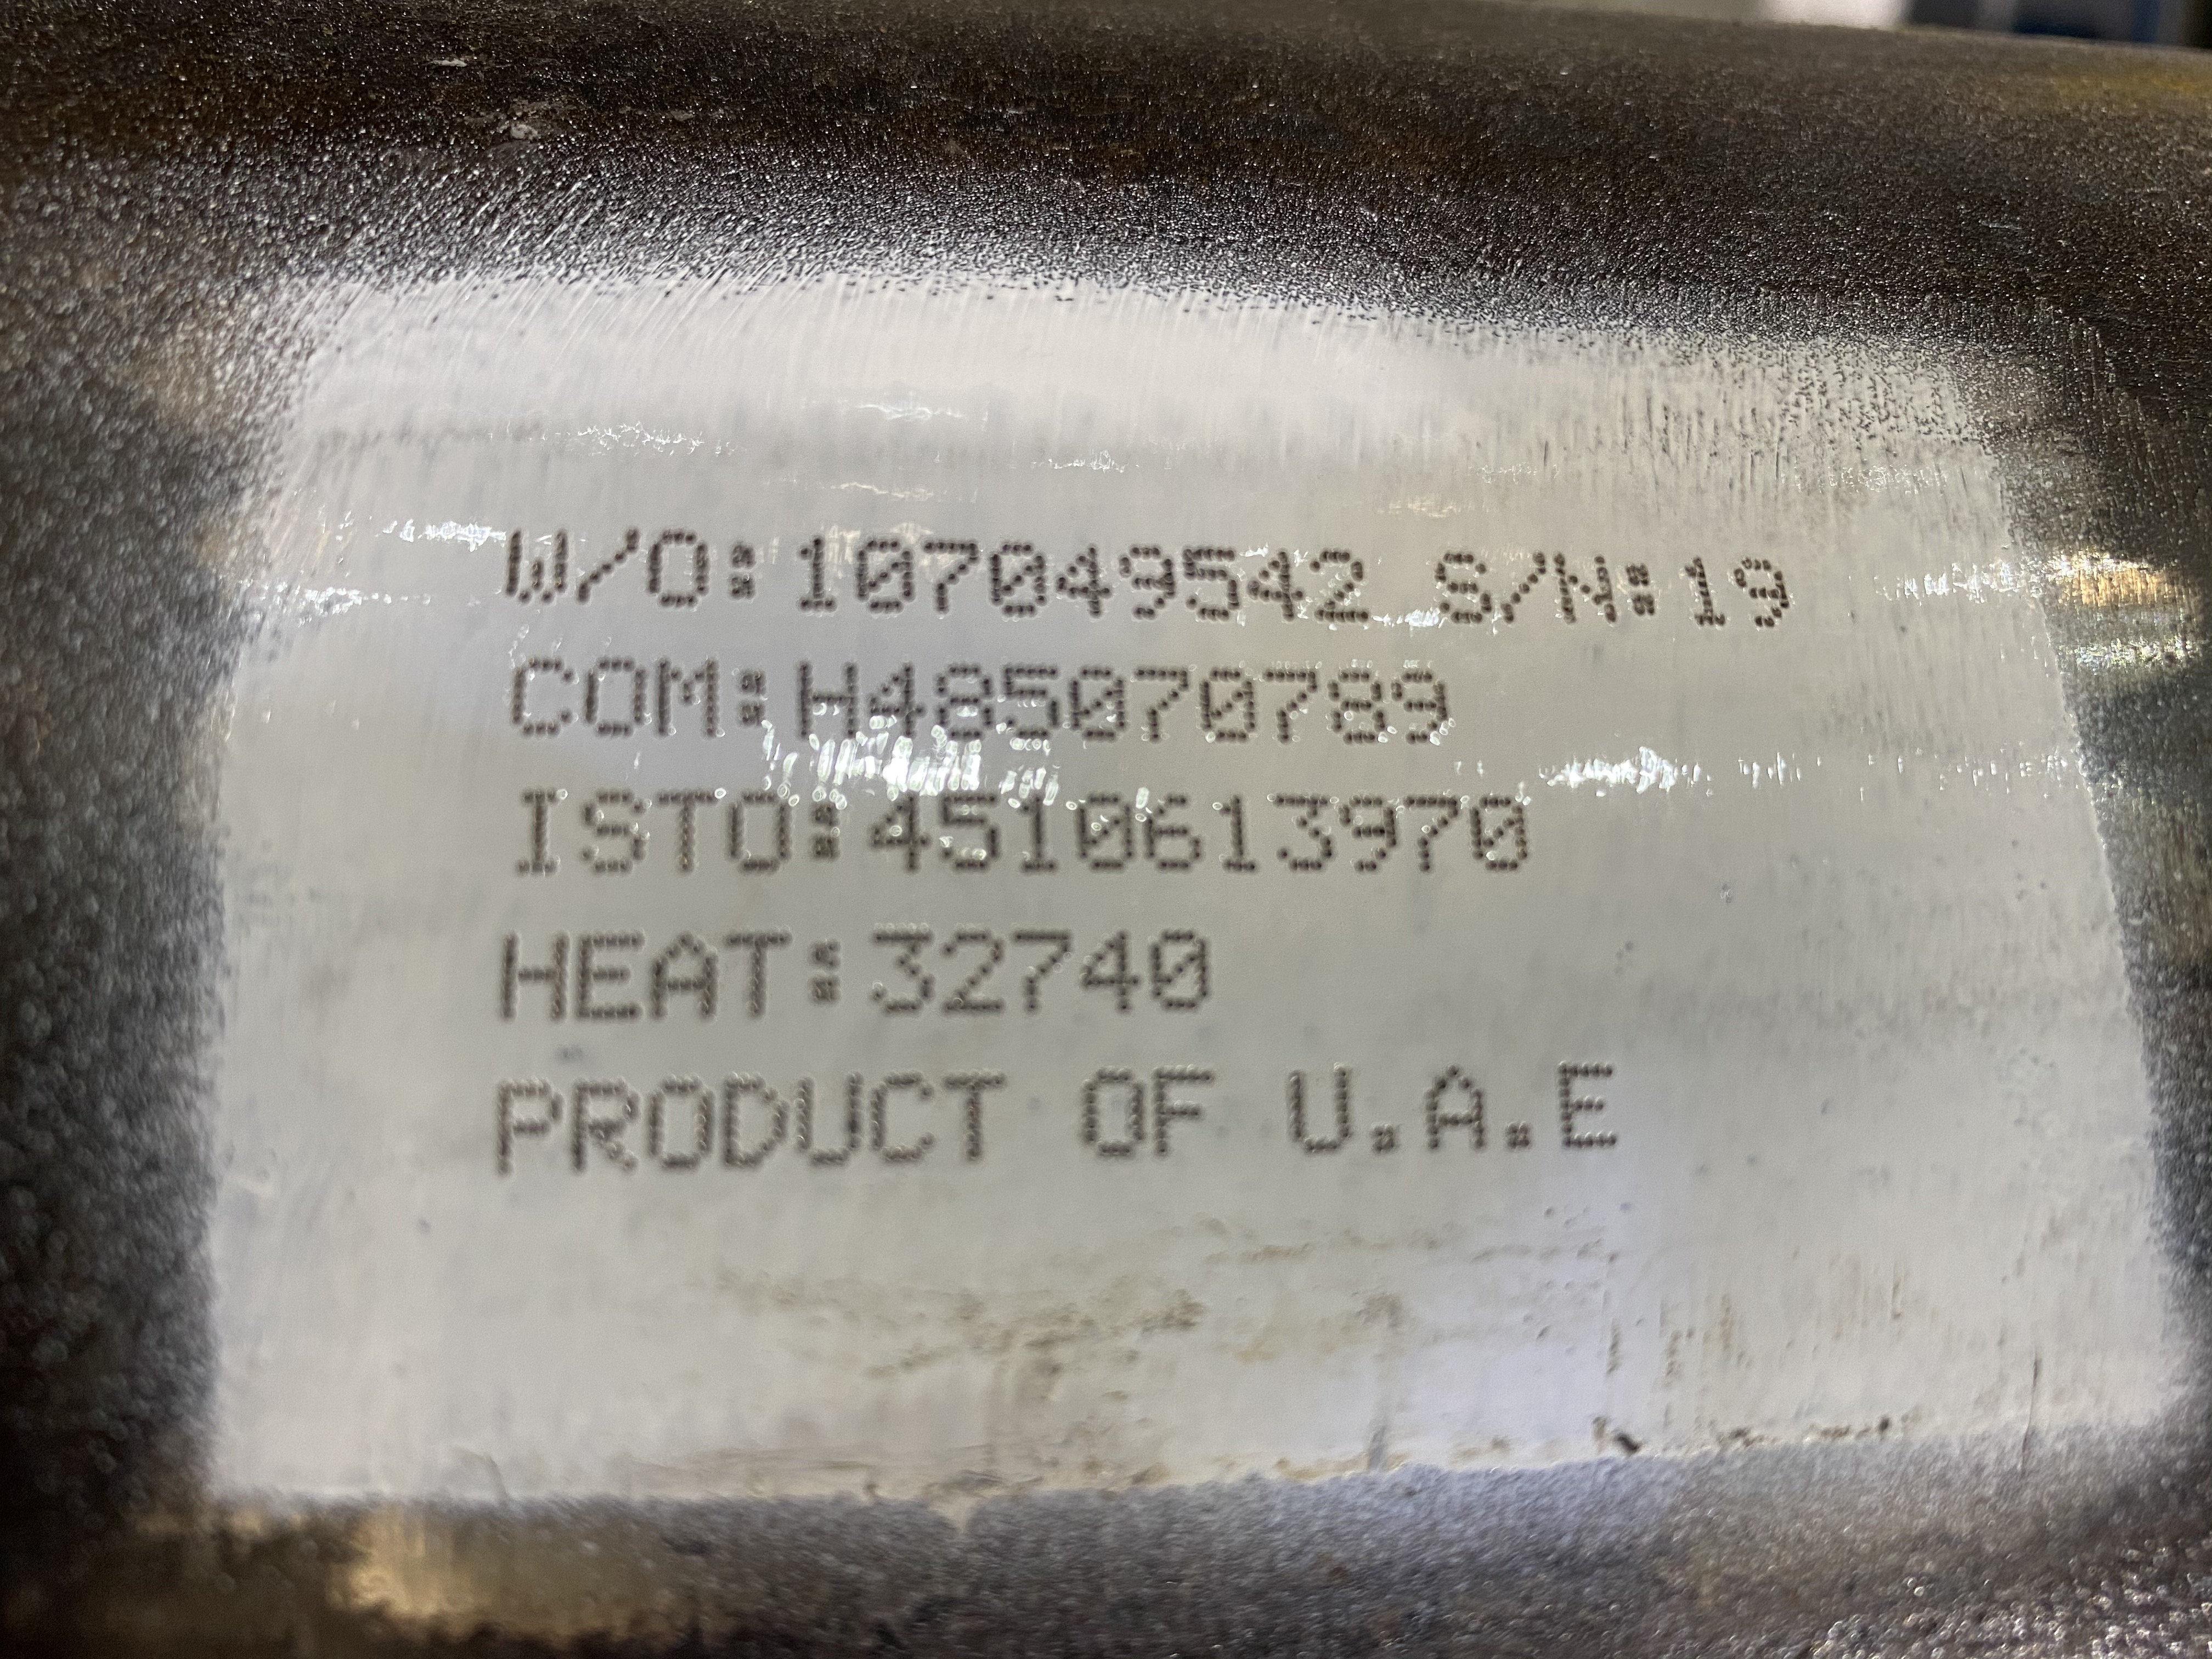 W/O:107049542 S/N:19
COM:H485070789
ISTO:4510613970
HEAT:32740
PRODUCT OF U.A.E